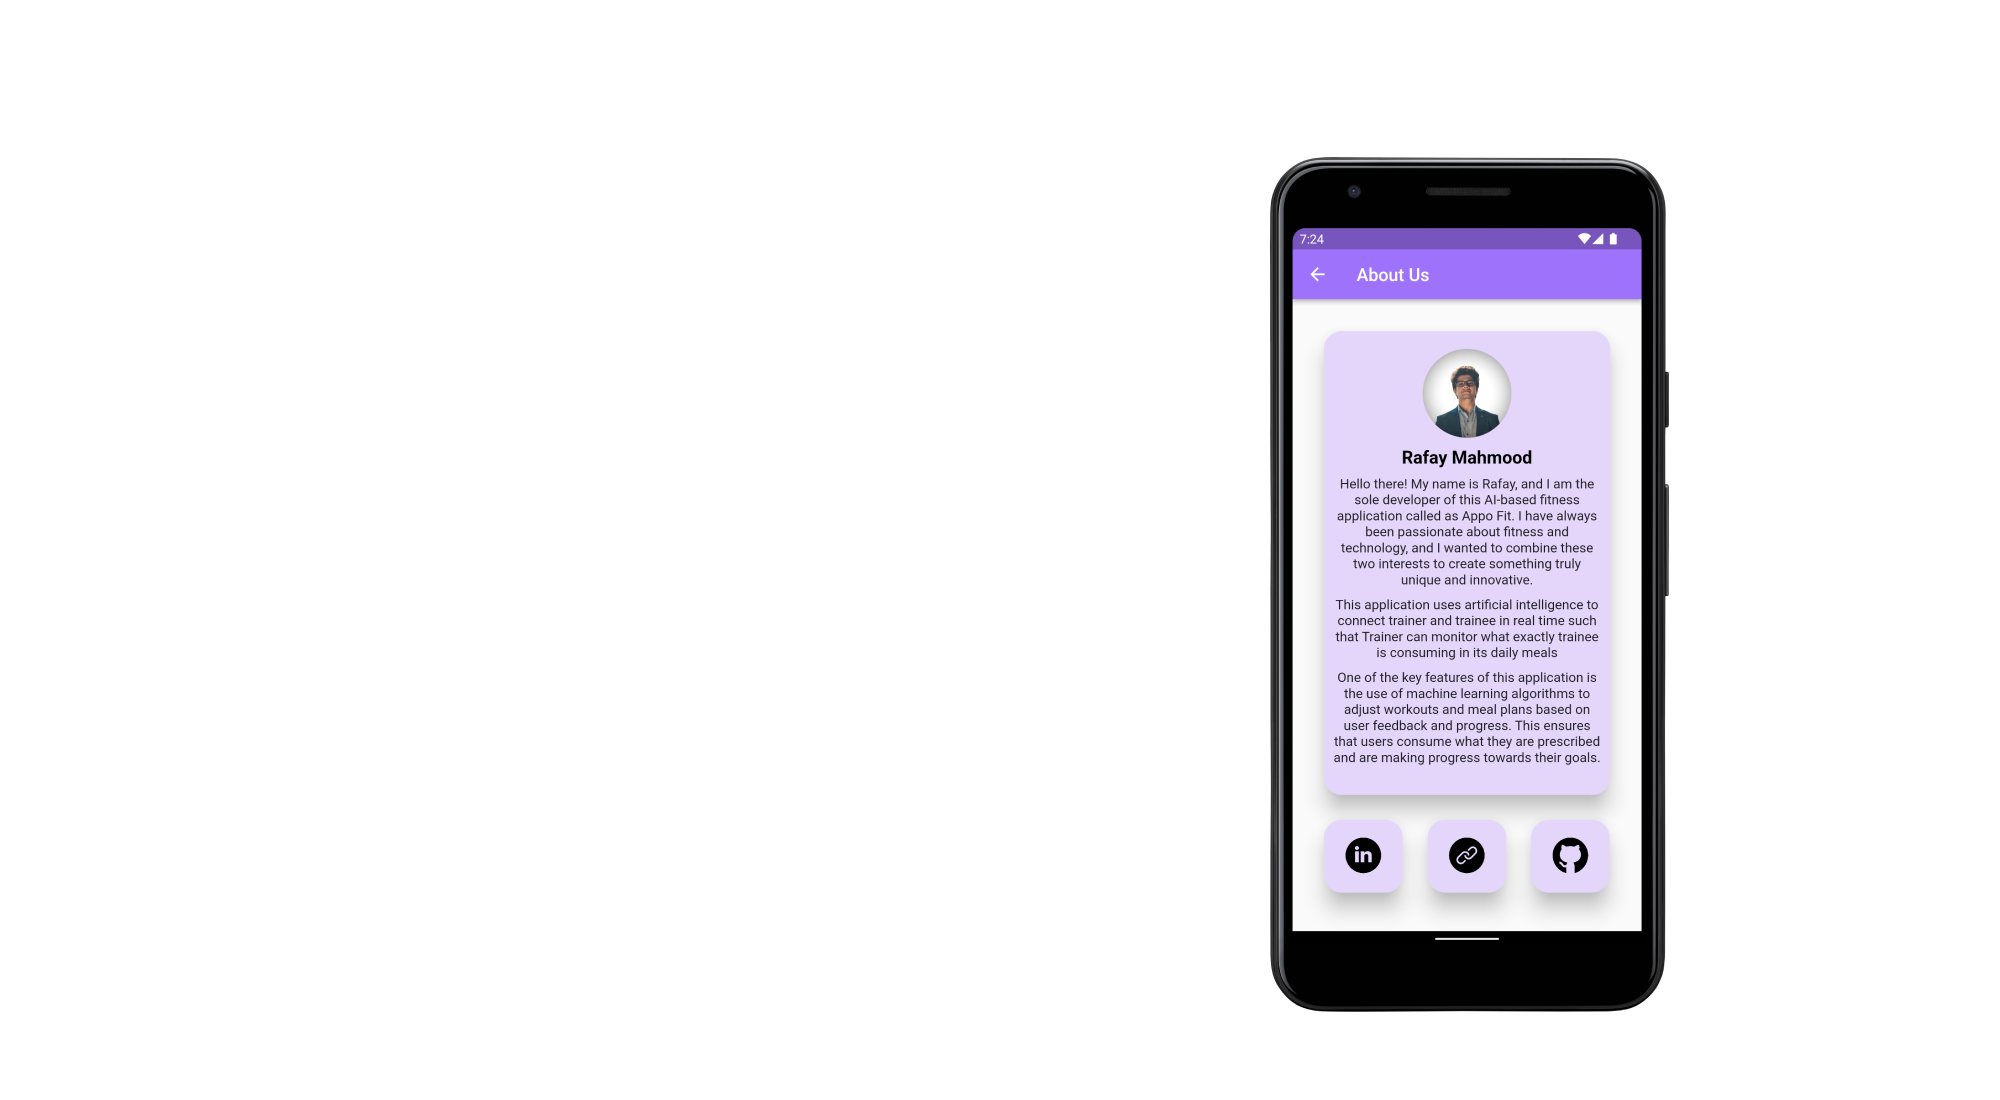 7:24
About Us
Rafay Mahmood
Hello there! My name is Rafay, and I am the
sole developer of this AI-based fitness
application called as Appo Fit. I have always
been passionate about fitness and
technology, and I wanted to combine these
two interests to create something truly
unique and innovative.
This application uses artificial intelligence to
connect trainer and trainee in real time such
that Trainer can monitor what exactly trainee
is consuming in its daily meals
One of the key features of this application is
the use of machine learning algorithms to
adjust workouts and meal plans based on
user feedback and progress. This ensures
that users consume what they are prescribed
and are making progress towards their goals.
in